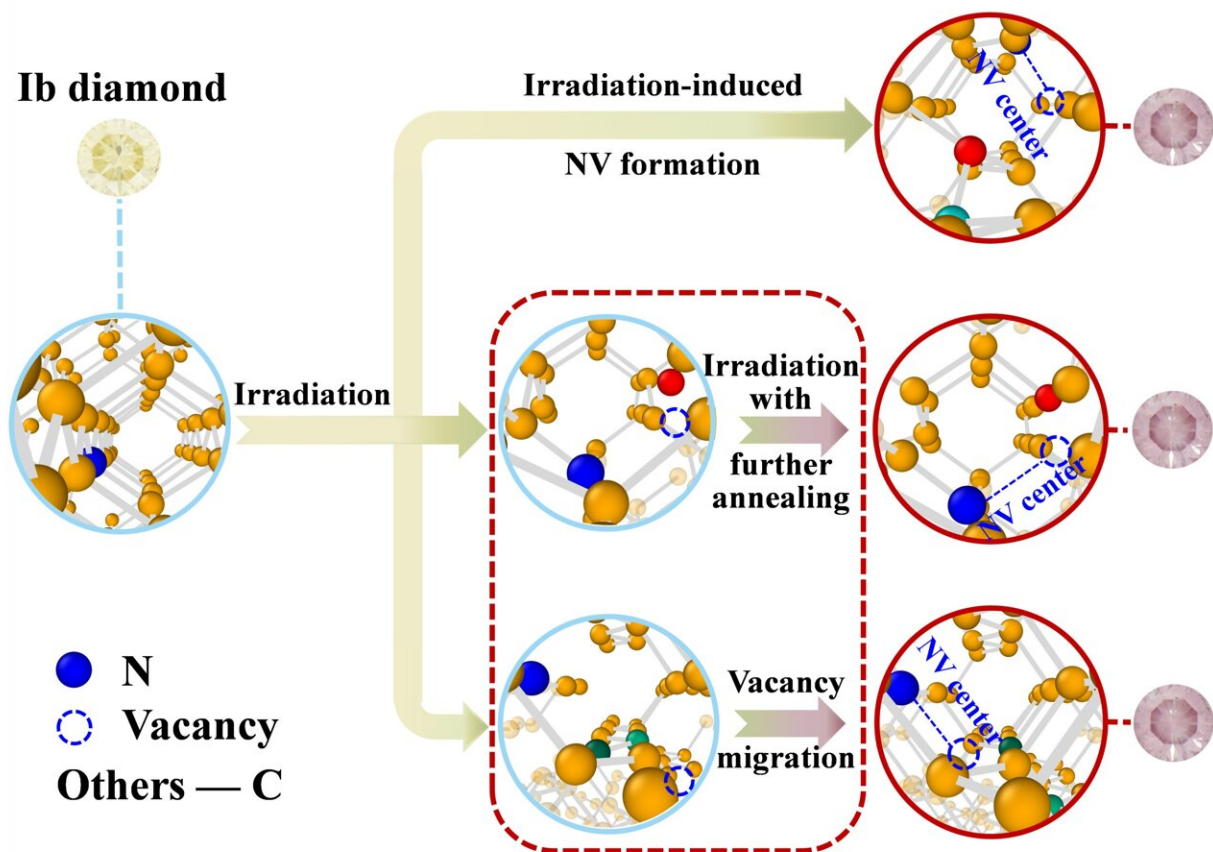 Ib diamond
Irradiation-induced
NV formation
NV center
Irradiation
Irradiation
with
further
annealing
NV center
N
Vacancy
Others — C
Vacancy
migration
NV center